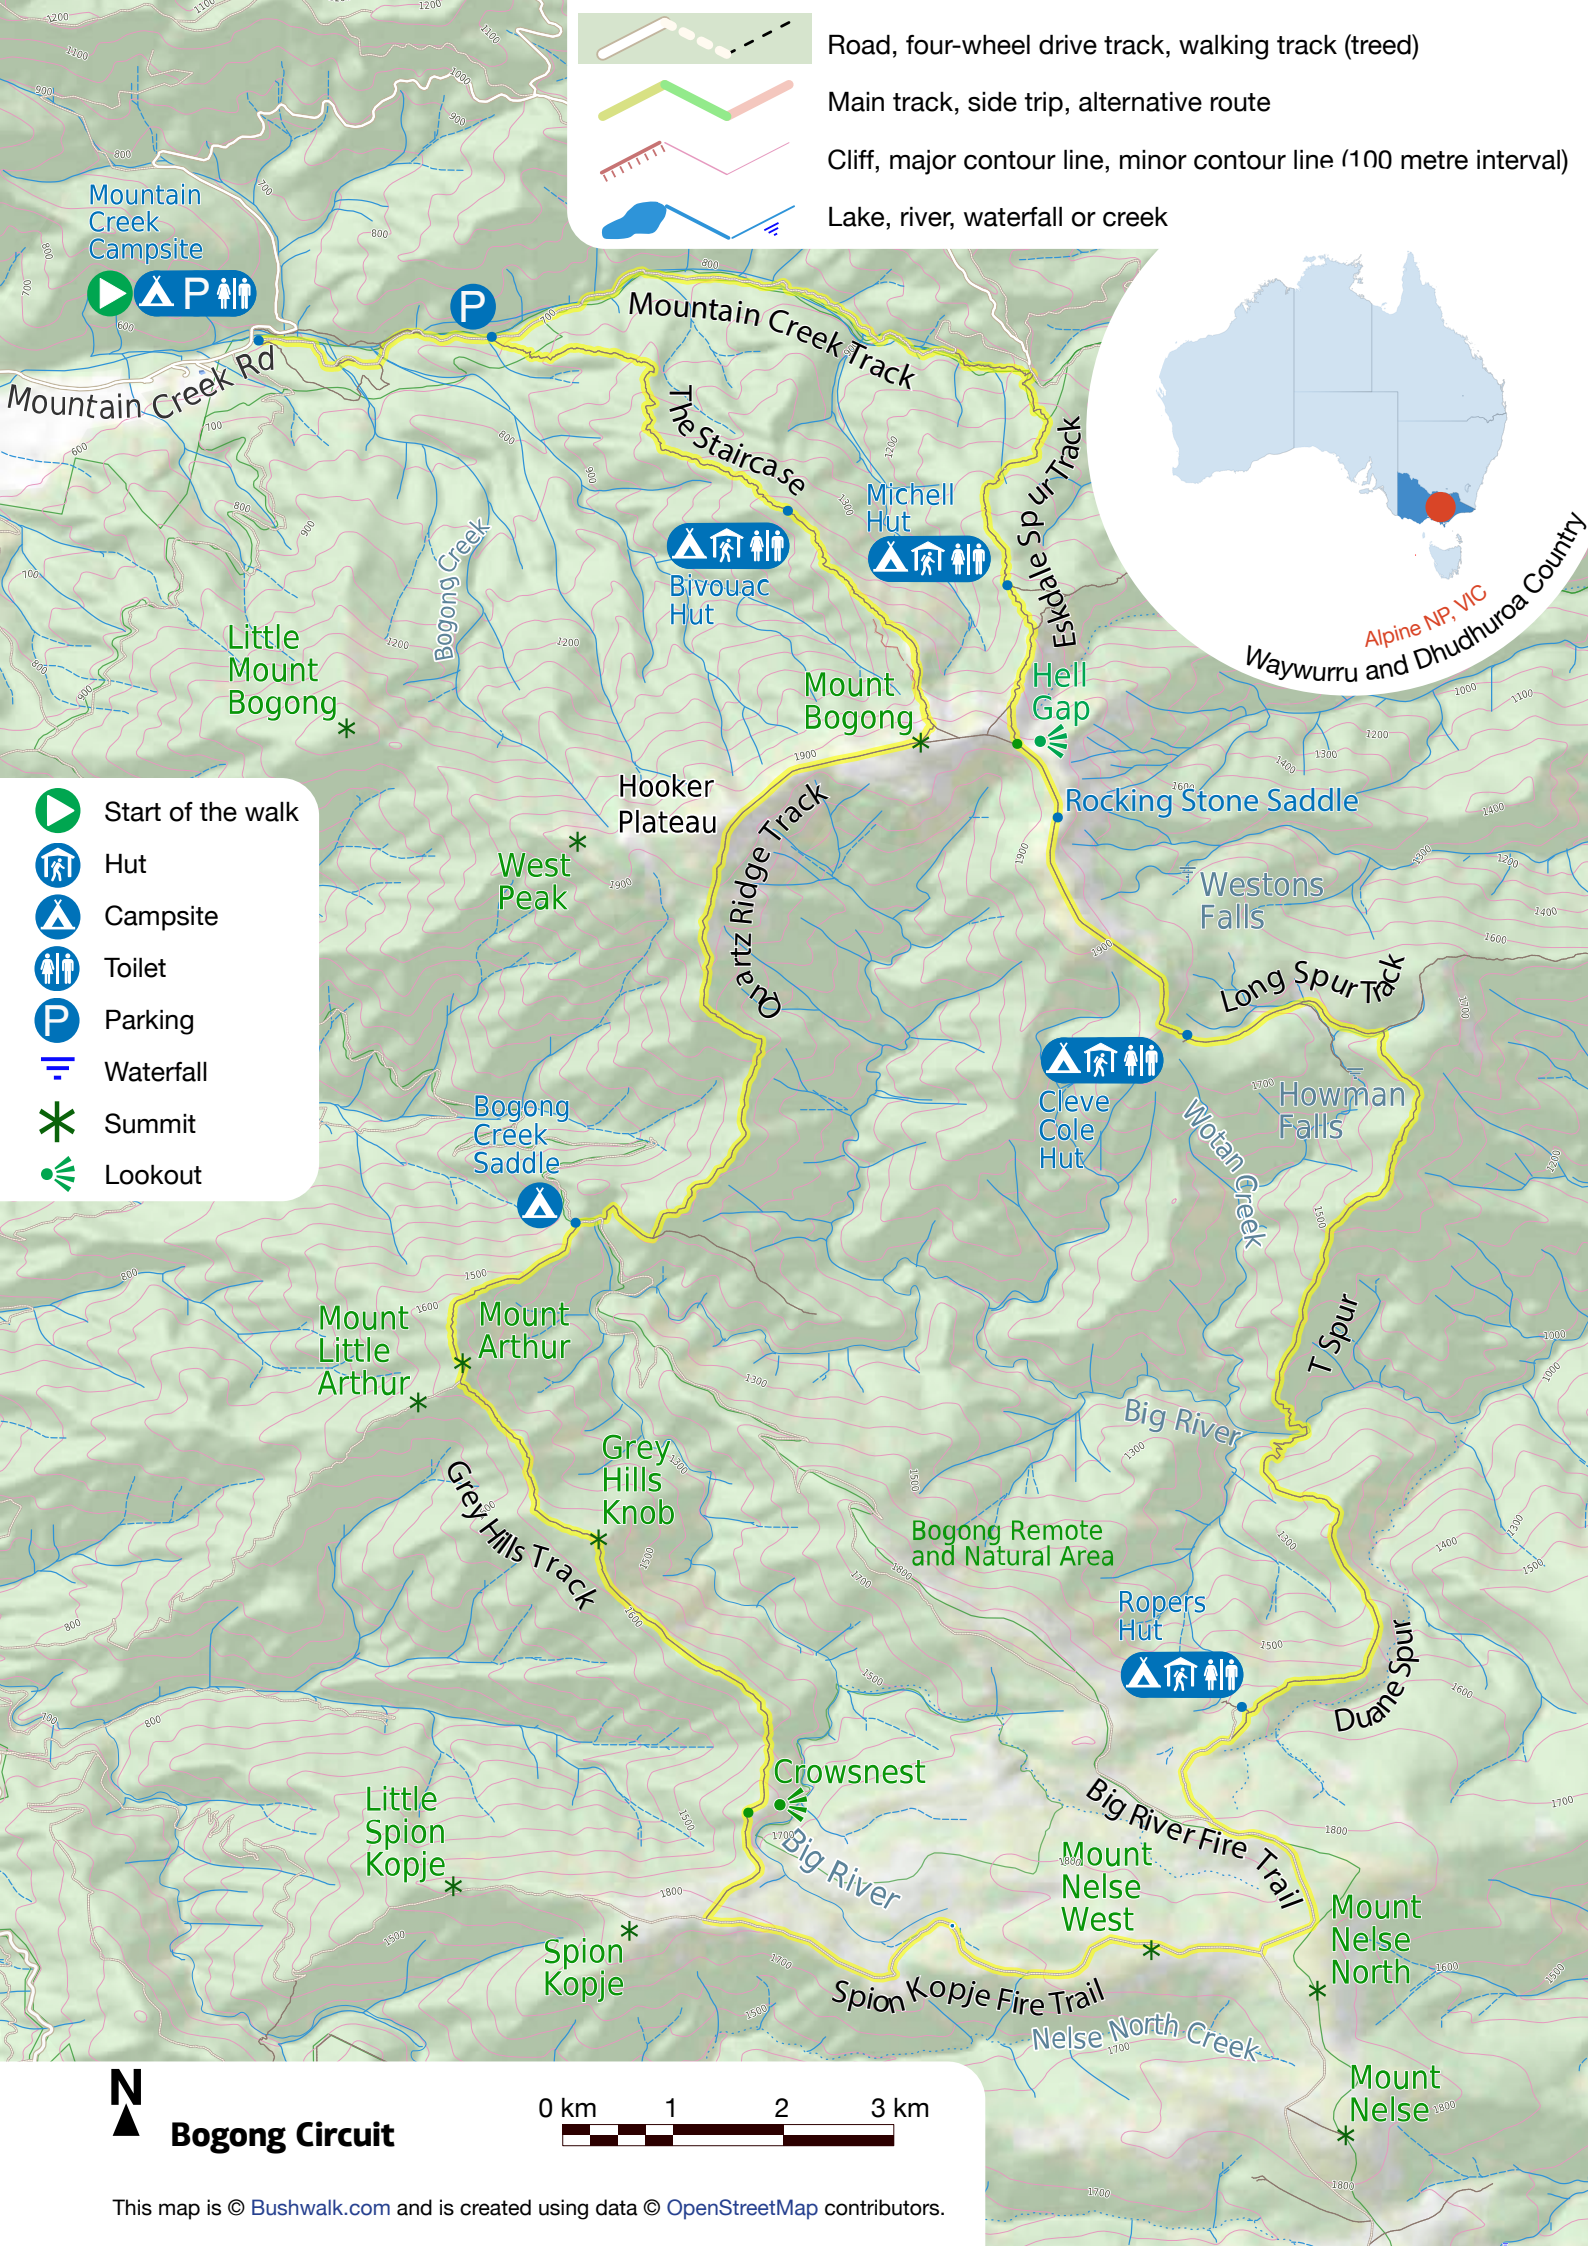 Road, four-wheel drive track, walking track (treed)
Main track, side trip, alternative route
Cliff, major contour line, minor contour line (100 metre interval)
Lake, river, waterfall or creek
Mountain
Creek
Campsite
P
P
Mountain Creek Rd
Mountain Creek Track
The Staircase
Eskdale Spur Track
Michell
Hut
Bivouac
Hut
Bogong Creek
Little
Mount
Bogong
Mount
Bogong
Hell
Gap
Alpine NP, VIC
Waywurru and Dhudhuroa Country
Hooker
Plateau
West
Peak
Quartz Ridge Track
Rocking Stone Saddle
Westons
Falls
Long Spur Track
Start of the walk
Hut
Campsite
Toilet
P
Parking
Waterfall
Summit
Lookout
Cleve
Cole
Hut
Howman
Falls
Wotan Creek
Bogong
Creek
Saddle
Mount
Little
Arthur
Mount
Arthur
T Spur
Big River
Grey
Hills
Knob
Grey Hills Track
Bogong Remote
and Natural Area
Ropers
Hut
Duane Spur
Crowsnest
Big River
Big River Fire Trail
Little
Spion
Kopje
Spion
Kopje
Mount
Nelse
West
Mount
Nelse
North
Spion Kopje Fire Trail
Nelse North Creek
Mount
Nelse
N
Bogong Circuit
0 km 1 2 3 km
This map is © Bushwalk.com and is created using data © OpenStreetMap contributors.